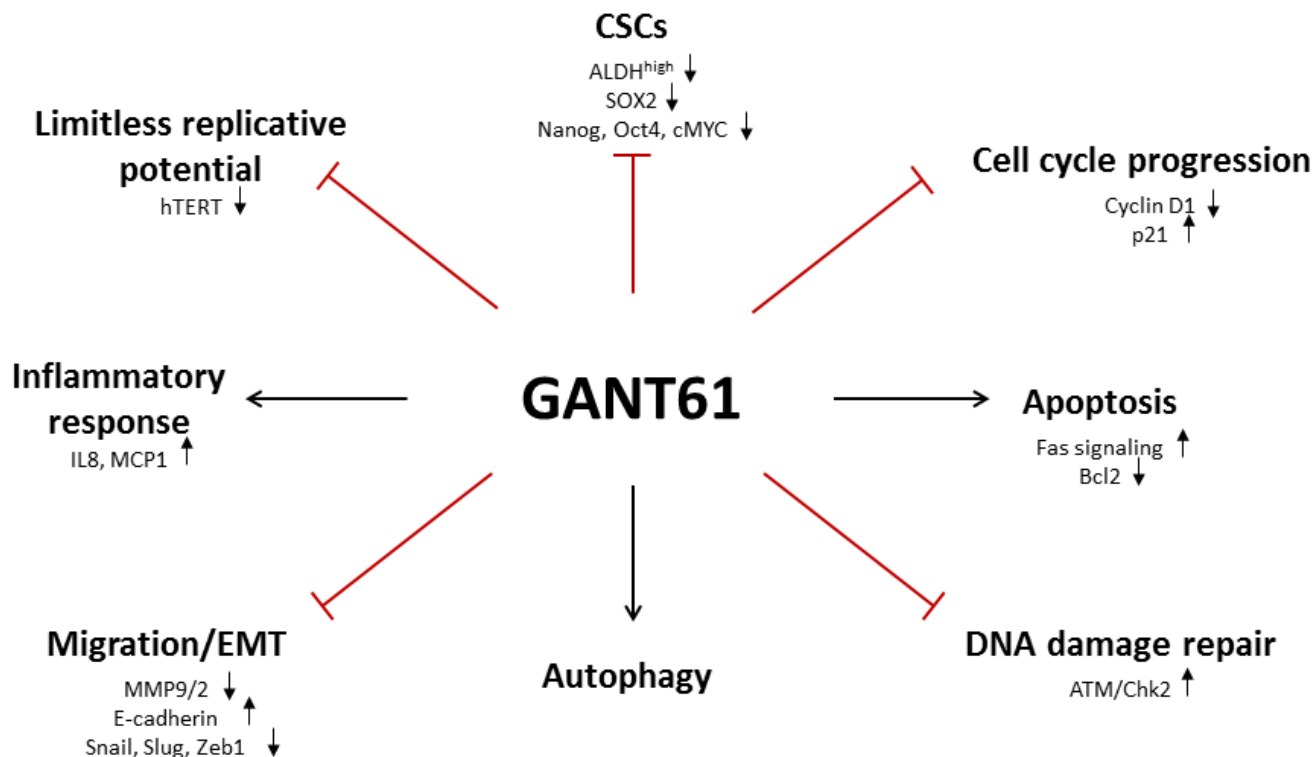 CSCs
ALDHhigh ↓
SOX2 ↓
Nanog, Oct4, cMYC ↓
Limitless replicative
potential
hTERT ↓
Cell cycle progression
Cyclin D1 ↓
p21 ↑
Inflammatory
response
IL8, MCP1 ↑
GANT61
Apoptosis
Fas signaling ↑
Bcl2 ↓
Migration/EMT
MMP9/2 ↓
E-cadherin ↑
Snail, Slug, Zeb1 ↓
Autophagy
DNA damage repair
ATM/Chk2 ↑